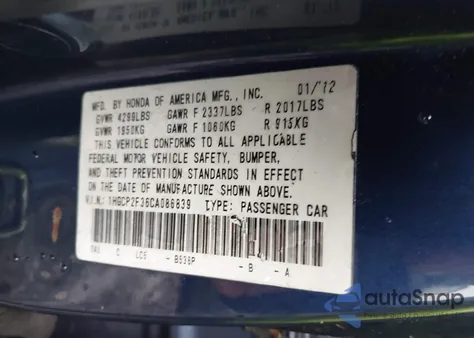 MFD. BY HONDA OF AMERICA MFG., INC. 01/'12
GVWR 4299LBS GAWR F 2337LBS R 2017LBS
GVWR 1950KG GAWR F 1060KG R 915KG
THIS VEHICLE CONFORMS TO ALL APPLICABLE
FEDERAL MOTOR VEHICLE SAFETY, BUMPER,
AND THEFT PREVENTION STANDARDS IN EFFECT
ON THE DATE OF MANUFACTURE SHOWN ABOVE.
V.I.N.: 1HGCP2F36CA086839 TYPE: PASSENGER CAR
C LC5 - B536P - B - A
autoSnap